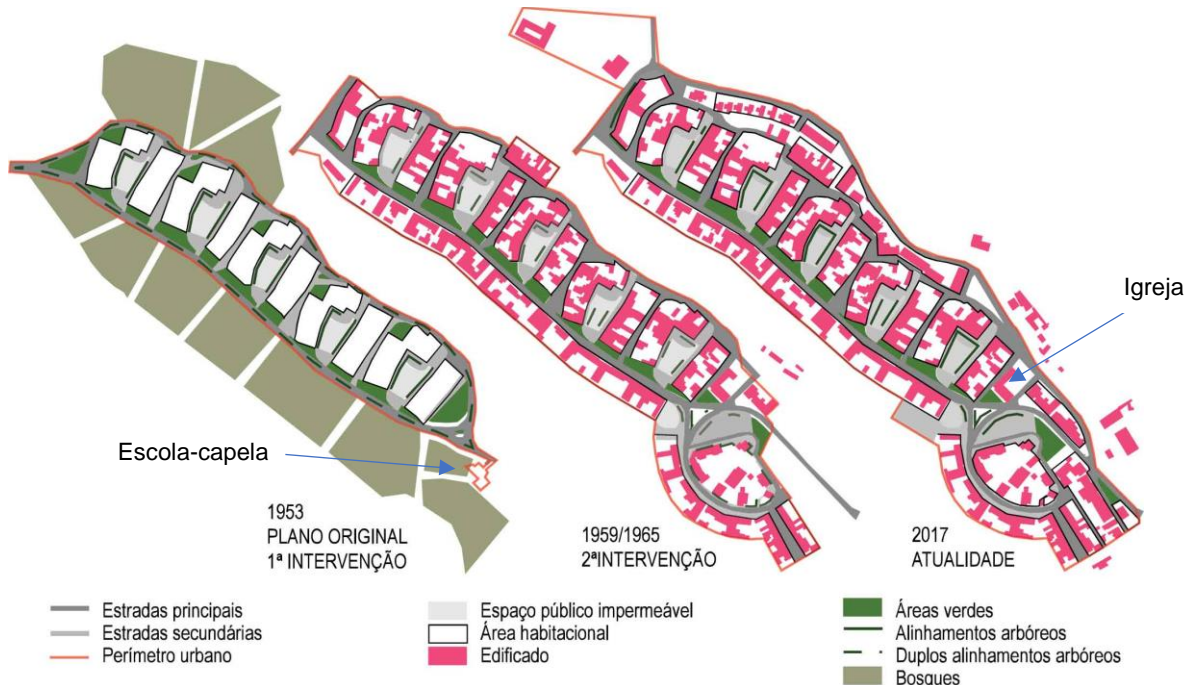 Igreja
Escola-capela
1953
PLANO ORIGINAL
1ª INTERVENÇÃO
1959/1965
2ªINTERVENÇÃO
2017
ATUALIDADE
Estradas principais
Estradas secundárias
Perímetro urbano
Espaço público impermeável
Área habitacional
Edificado
Áreas verdes
Alinhamentos arbóreos
Duplos alinhamentos arbóreos
Bosques